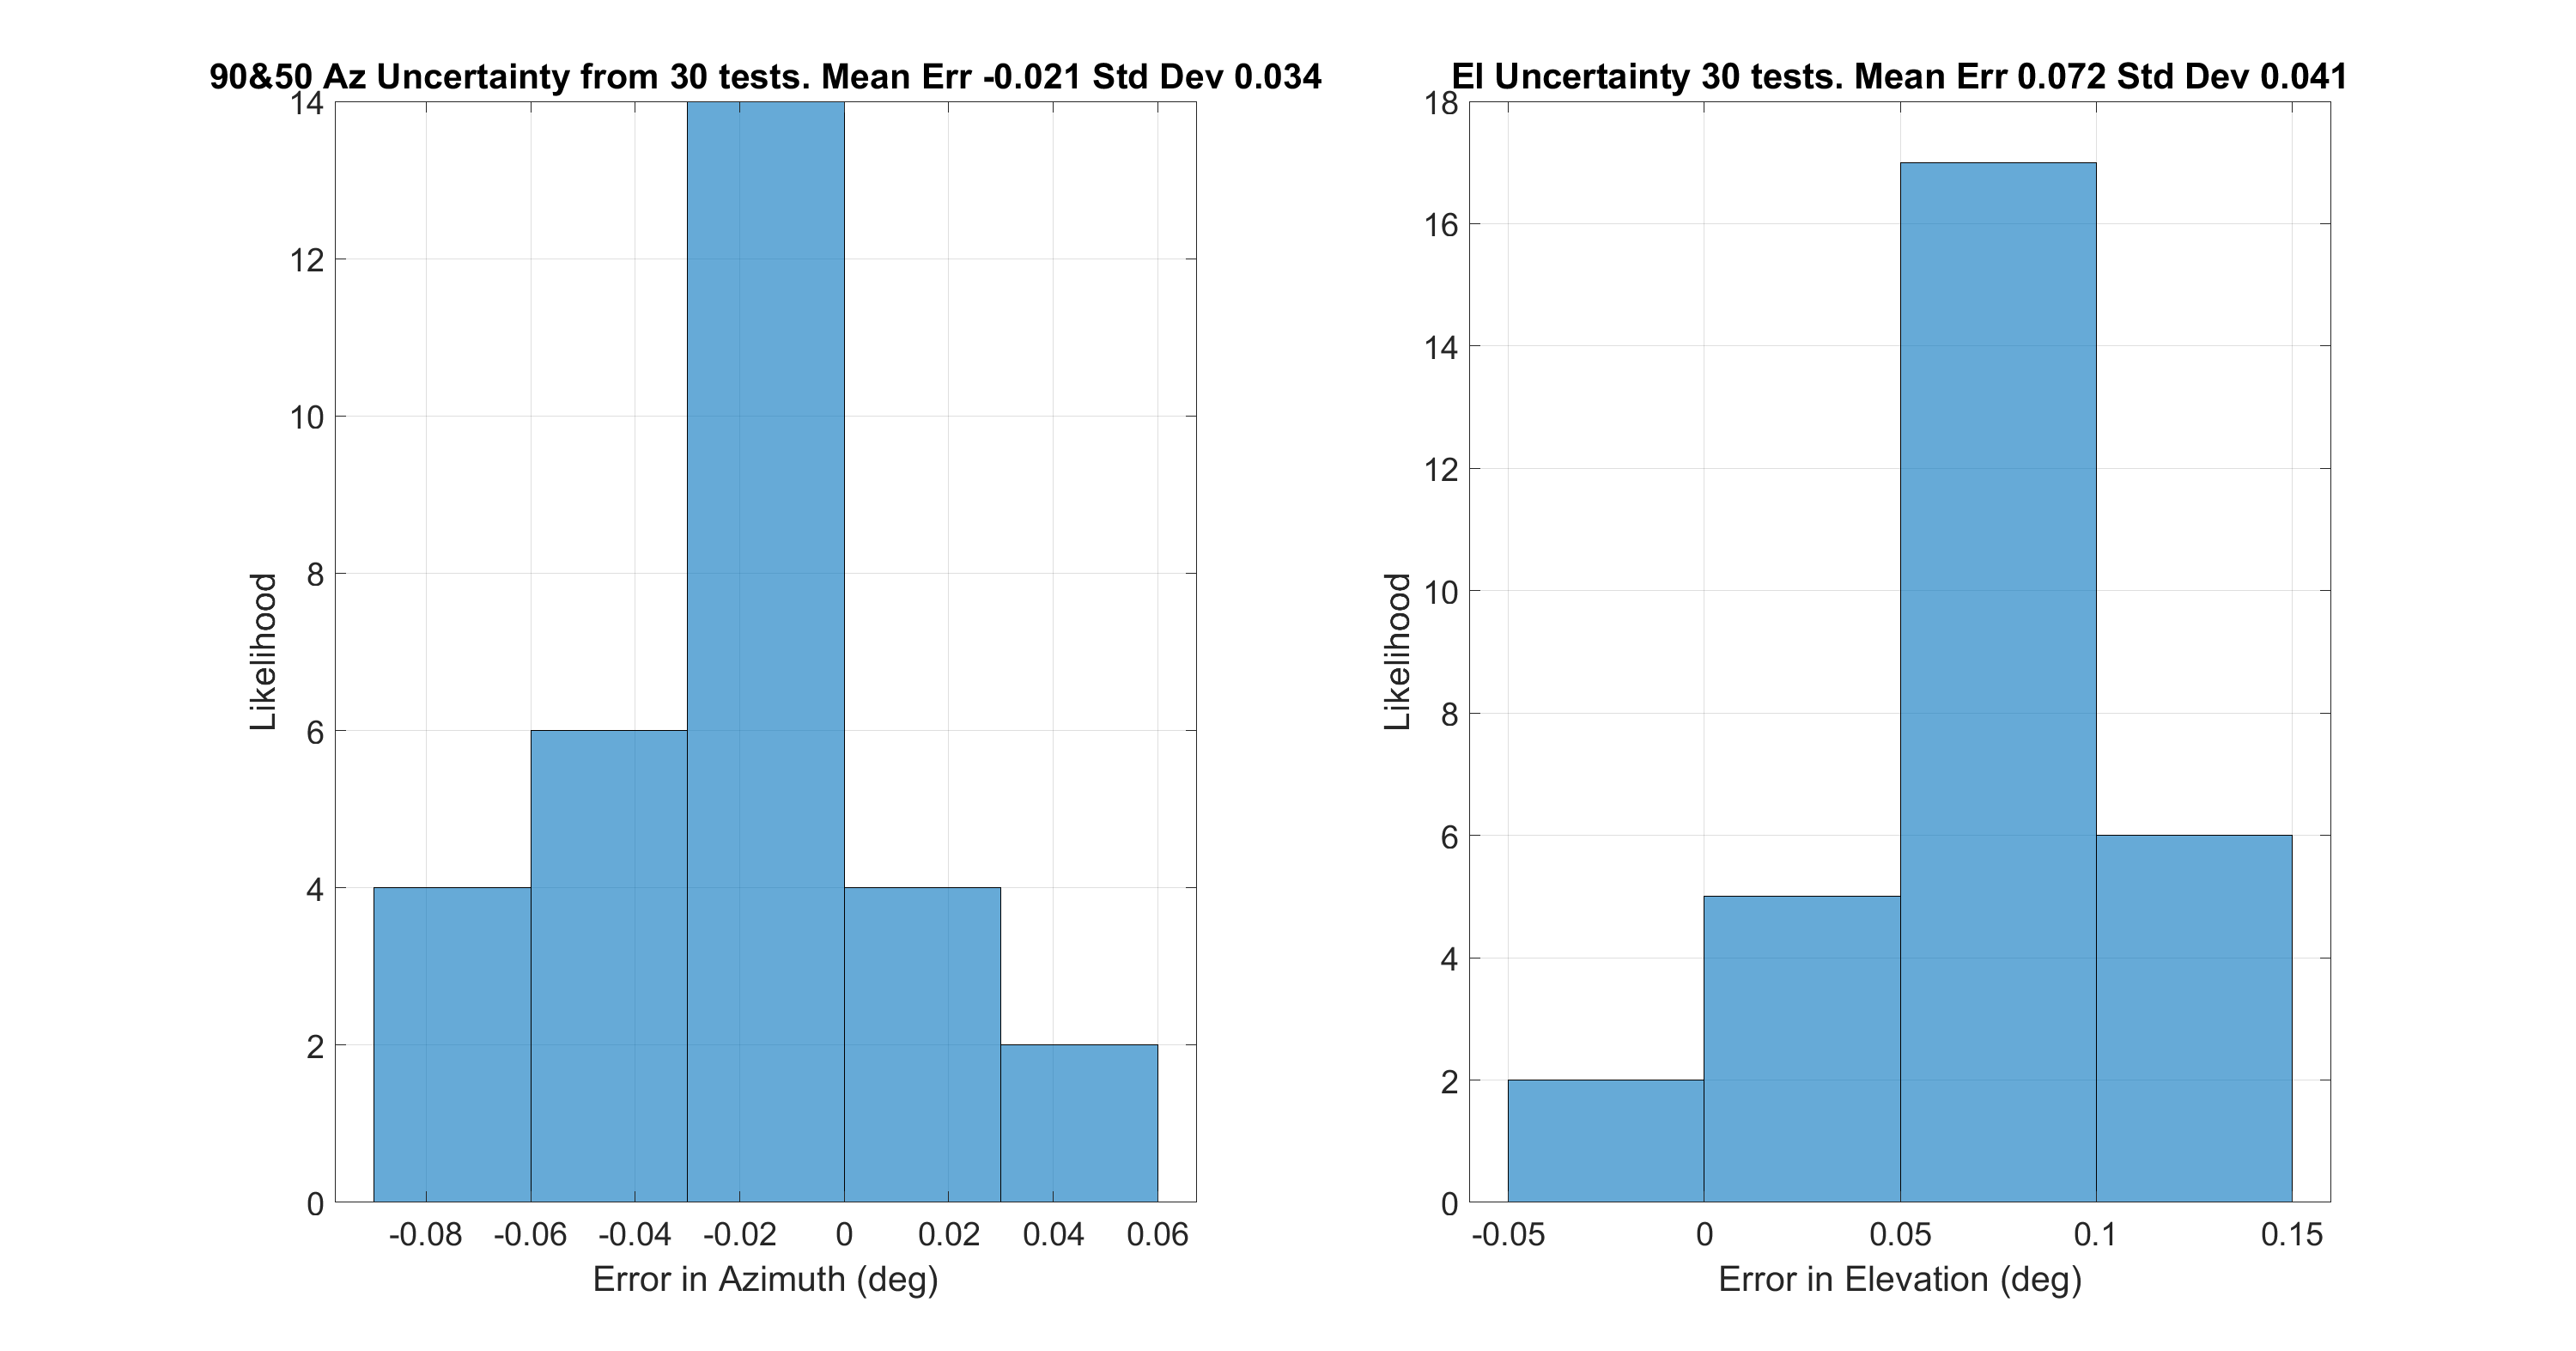 90&50 Az Uncertainty from 30 tests. Mean Err -0.021 Std Dev 0.034
14
12
10
8
6
4
2
0
Likelihood
-0.08 -0.06 -0.04 -0.02 0 0.02 0.04 0.06
Error in Azimuth (deg)
El Uncertainty 30 tests. Mean Err 0.072 Std Dev 0.041
18
16
14
12
10
8
6
4
2
0
Likelihood
-0.05 0 0.05 0.1 0.15
Error in Elevation (deg)